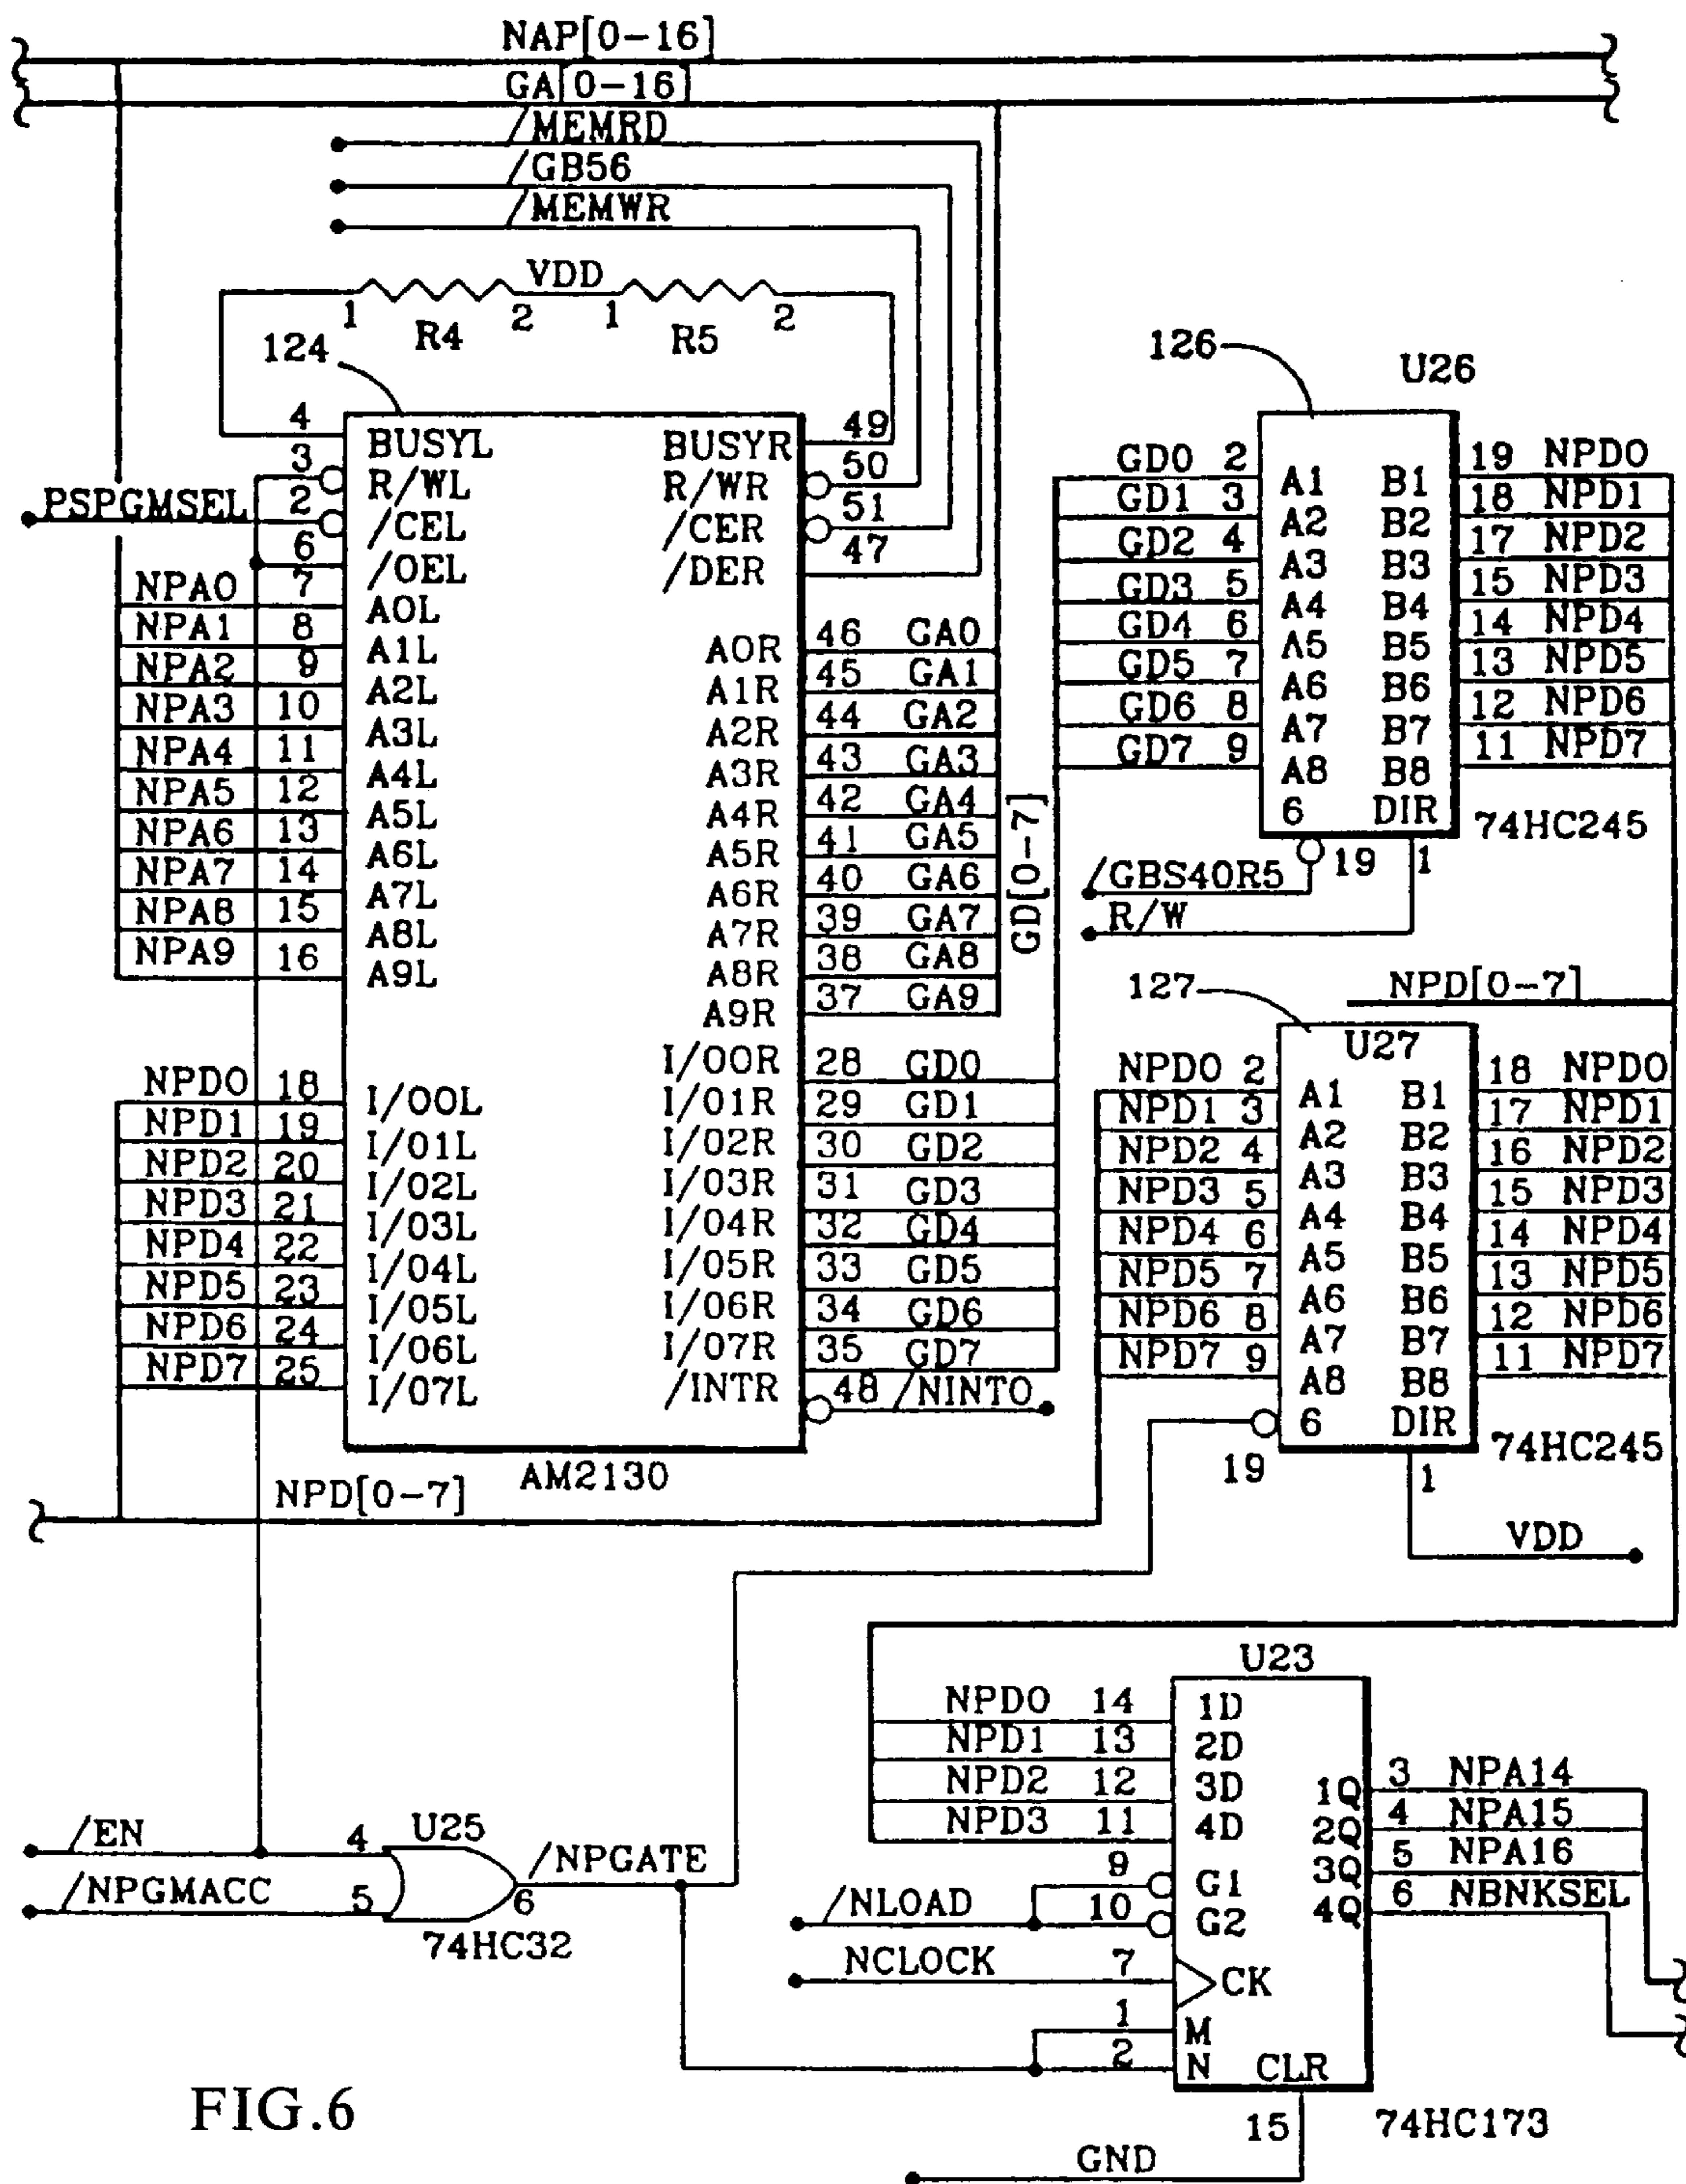 NAP[0-16]
GA[0-16]
/MEMRD
/GB56
/MEMWR
VDD
1 R4 2 1 R5 2
124
4 BUSYL BUSYR 49
3 R/WL R/WR 50
PSPGMSEL 2 /CEL /CER 51
6 /OEL /DER 47
NPA0 7 A0L
NPA1 8 A1L A0R 46 GA0
NPA2 9 A2L A1R 45 GA1
NPA3 10 A3L A2R 44 GA2
NPA4 11 A4L A3R 43 GA3
NPA5 12 A5L A4R 42 GA4
NPA6 13 A6L A5R 41 GA5
NPA7 14 A7L A6R 40 GA6
NPA8 15 A8L A7R 39 GA7
NPA9 16 A9L A8R 38 GA8
A9R 37 GA9
GD[0-7]
I/O0R 28 GD0
NPD0 18 I/O0L I/O1R 29 GD1
NPD1 19 I/O1L I/O2R 30 GD2
NPD2 20 I/O2L I/O3R 31 GD3
NPD3 21 I/O3L I/O4R 32 GD4
NPD4 22 I/O4L I/O5R 33 GD5
NPD5 23 I/O5L I/O6R 34 GD6
NPD6 24 I/O6L I/O7R 35 GD7
NPD7 25 I/O7L /INTR 48 /NINTO
AM2130
NPD[0-7]
126
U26
GD0 2 A1 B1 19 NPD0
GD1 3 A2 B2 18 NPD1
GD2 4 A3 B3 17 NPD2
GD3 5 A4 B4 15 NPD3
GD4 6 A5 B5 14 NPD4
GD5 7 A6 B6 13 NPD5
GD6 8 A7 B7 12 NPD6
GD7 9 A8 B8 11 NPD7
6 DIR 74HC245
/GBS40R5 19 1
R/W
127
NPD[0-7]
U27
NPD0 2 A1 B1 18 NPD0
NPD1 3 A2 B2 17 NPD1
NPD2 4 A3 B3 16 NPD2
NPD3 5 A4 B4 15 NPD3
NPD4 6 A5 B5 14 NPD4
NPD5 7 A6 B6 13 NPD5
NPD6 8 A7 B7 12 NPD6
NPD7 9 A8 B8 11 NPD7
6 DIR 74HC245
19 1
VDD
/EN 4 U25
/NPGATE
/NPGMACC 5 6
74HC32
U23
NPD0 14 1D
NPD1 13 2D
NPD2 12 3D 1Q 3 NPA14
NPD3 11 4D 2Q 4 NPA15
9 G1 3Q 5 NPA16
/NLOAD 10 G2 4Q 6 NBNKSEL
NCLOCK 7 CK
1 M
2 N CLR
15 74HC173
GND
FIG.6